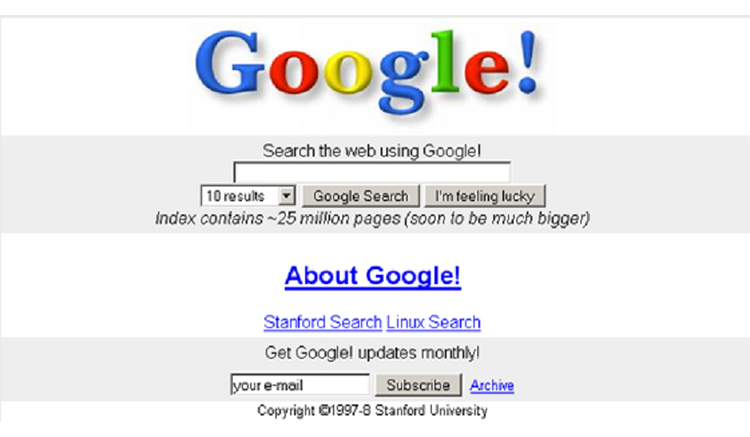 Google!
Search the web using Google!
10 results Google Search I'm feeling lucky
Index contains ~25 million pages (soon to be much bigger)
About Google!
Stanford Search Linux Search
Get Google! updates monthly!
your e-mail Subscribe Archive
Copyright ©1997-8 Stanford University